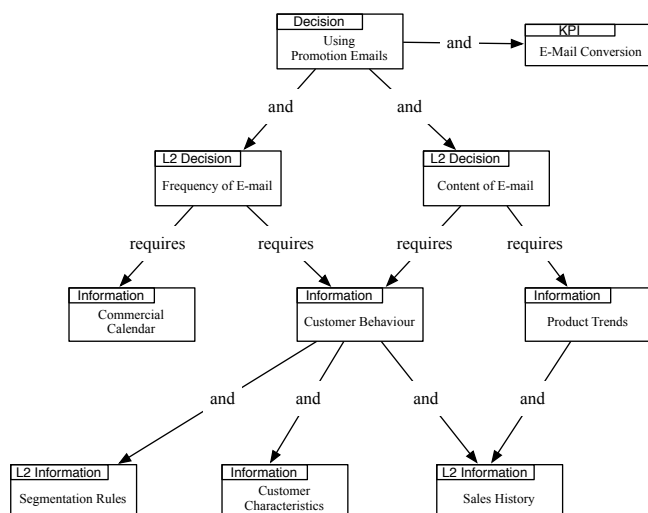 Decision
Using
Promotion Emails
and
KPI
E-Mail Conversion
and
and
L2 Decision
Frequency of E-mail
L2 Decision
Content of E-mail
requires
requires
requires
requires
Information
Commercial
Calendar
Information
Customer Behaviour
Information
Product Trends
and
and
and
and
L2 Information
Segmentation Rules
Information
Customer
Characteristics
L2 Information
Sales History